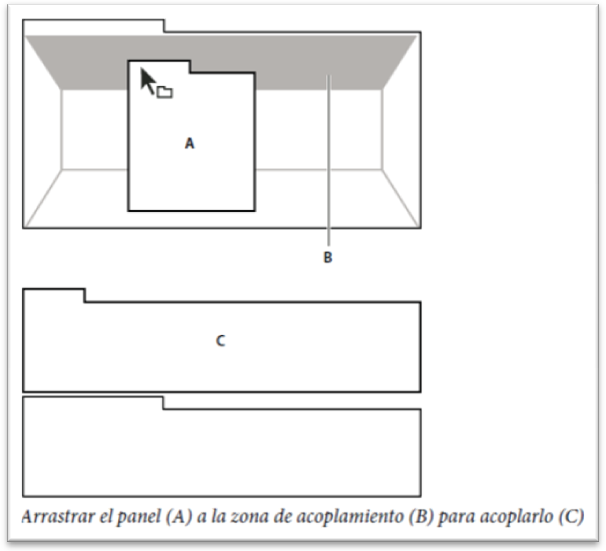 A
B
C
Arrastrar el panel (A) a la zona de acoplamiento (B) para acoplarlo (C)